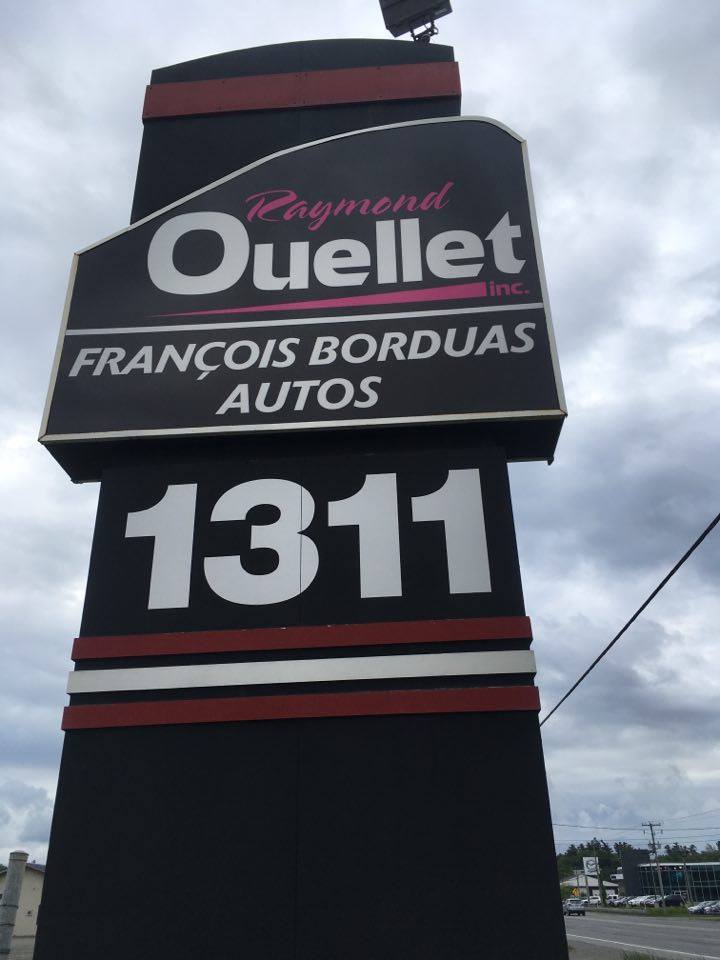 Raymond
Ouellet
inc.
FRANÇOIS BORDUAS
AUTOS
1311